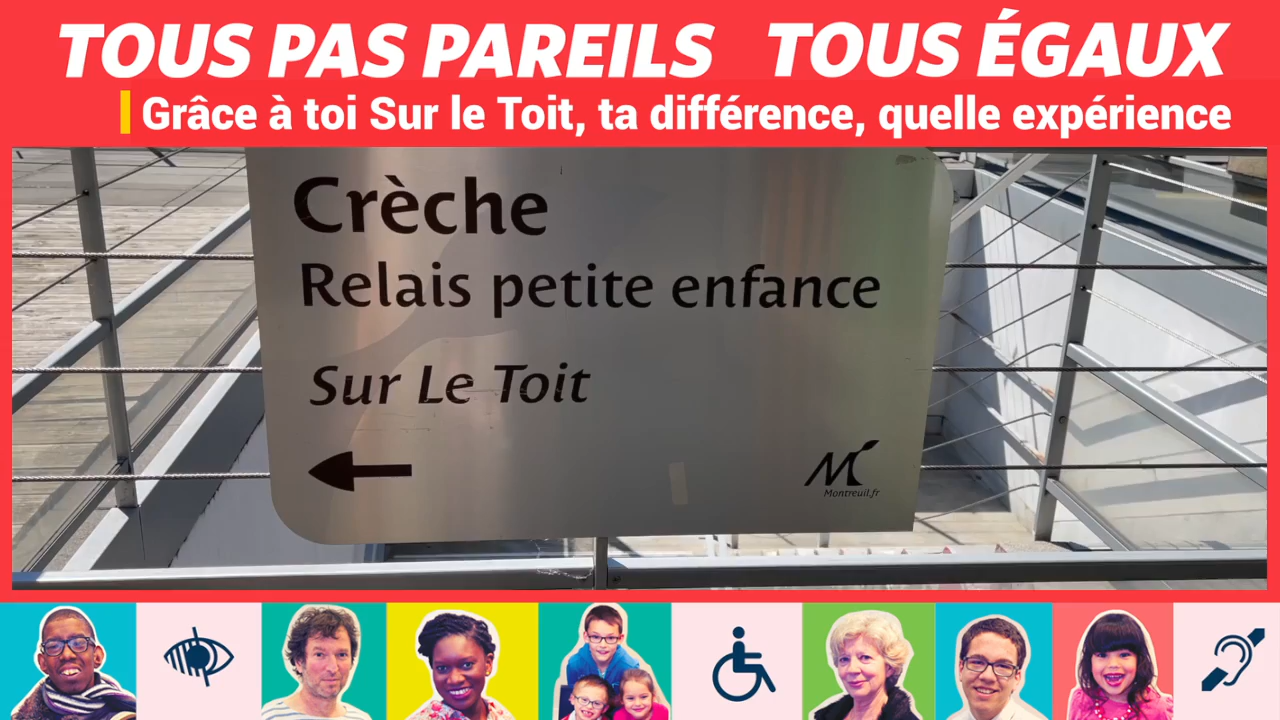 TOUS PAS PAREILS TOUS ÉGAUX
Grâce à toi Sur le Toit, ta différence, quelle expérience
Crèche
Relais petite enfance
Sur Le Toit
M
Montreuil.fr